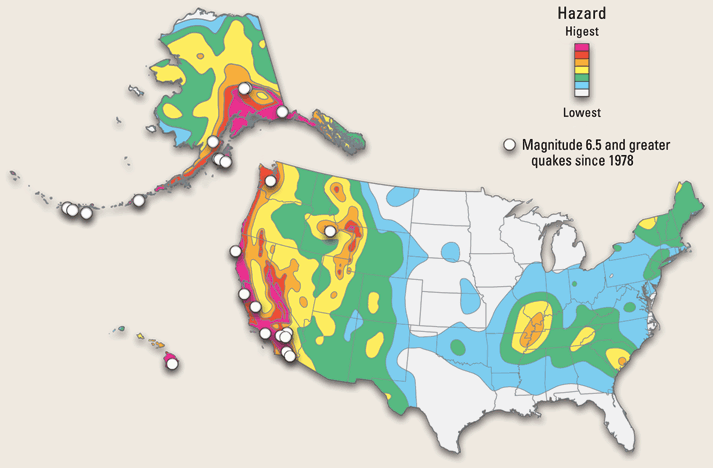 Hazard
Higest
Lowest
Magnitude 6.5 and greater
quakes since 1978